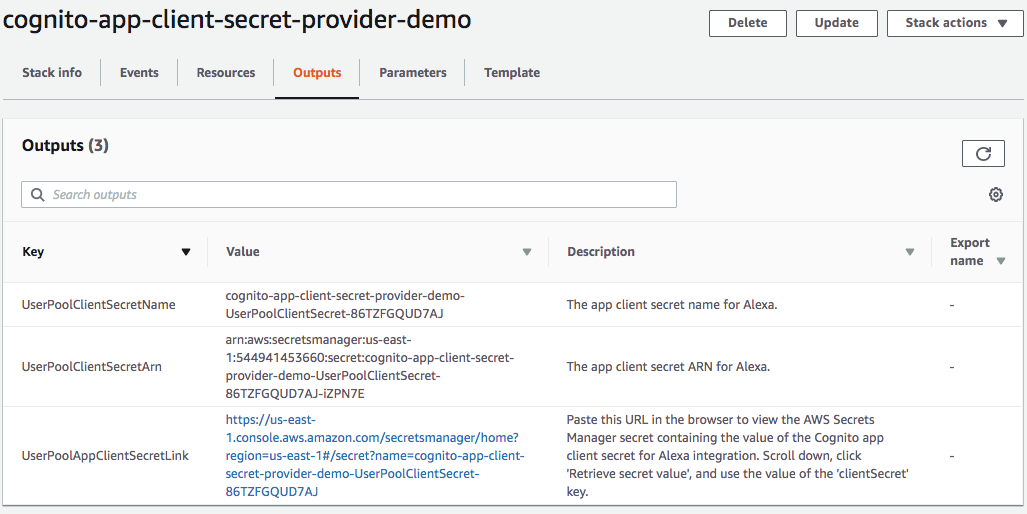 cognito-app-client-secret-provider-demo
Delete
Update
Stack actions
Stack info
Events
Resources
Outputs
Parameters
Template
Outputs (3)
Search outputs
Key
Value
Description
Export
name
UserPoolClientSecretName
cognito-app-client-secret-provider-demo-
UserPoolClientSecret-86TZFGQUD7AJ
The app client secret name for Alexa.
-
UserPoolClientSecretArn
arn:aws:secretsmanager:us-east-
1:544941453660:secret:cognito-app-client-secret-
provider-demo-UserPoolClientSecret-
86TZFGQUD7AJ-iZPN7E
The app client secret ARN for Alexa.
-
UserPoolAppClientSecretLink
https://us-east-
1.console.aws.amazon.com/secretsmanager/home?
region=us-east-1#/secret?name=cognito-app-client-
secret-provider-demo-UserPoolClientSecret-
86TZFGQUD7AJ
Paste this URL in the browser to view the AWS Secrets
Manager secret containing the value of the Cognito app
client secret for Alexa integration. Scroll down, click
'Retrieve secret value', and use the value of the 'clientSecret'
key.
-